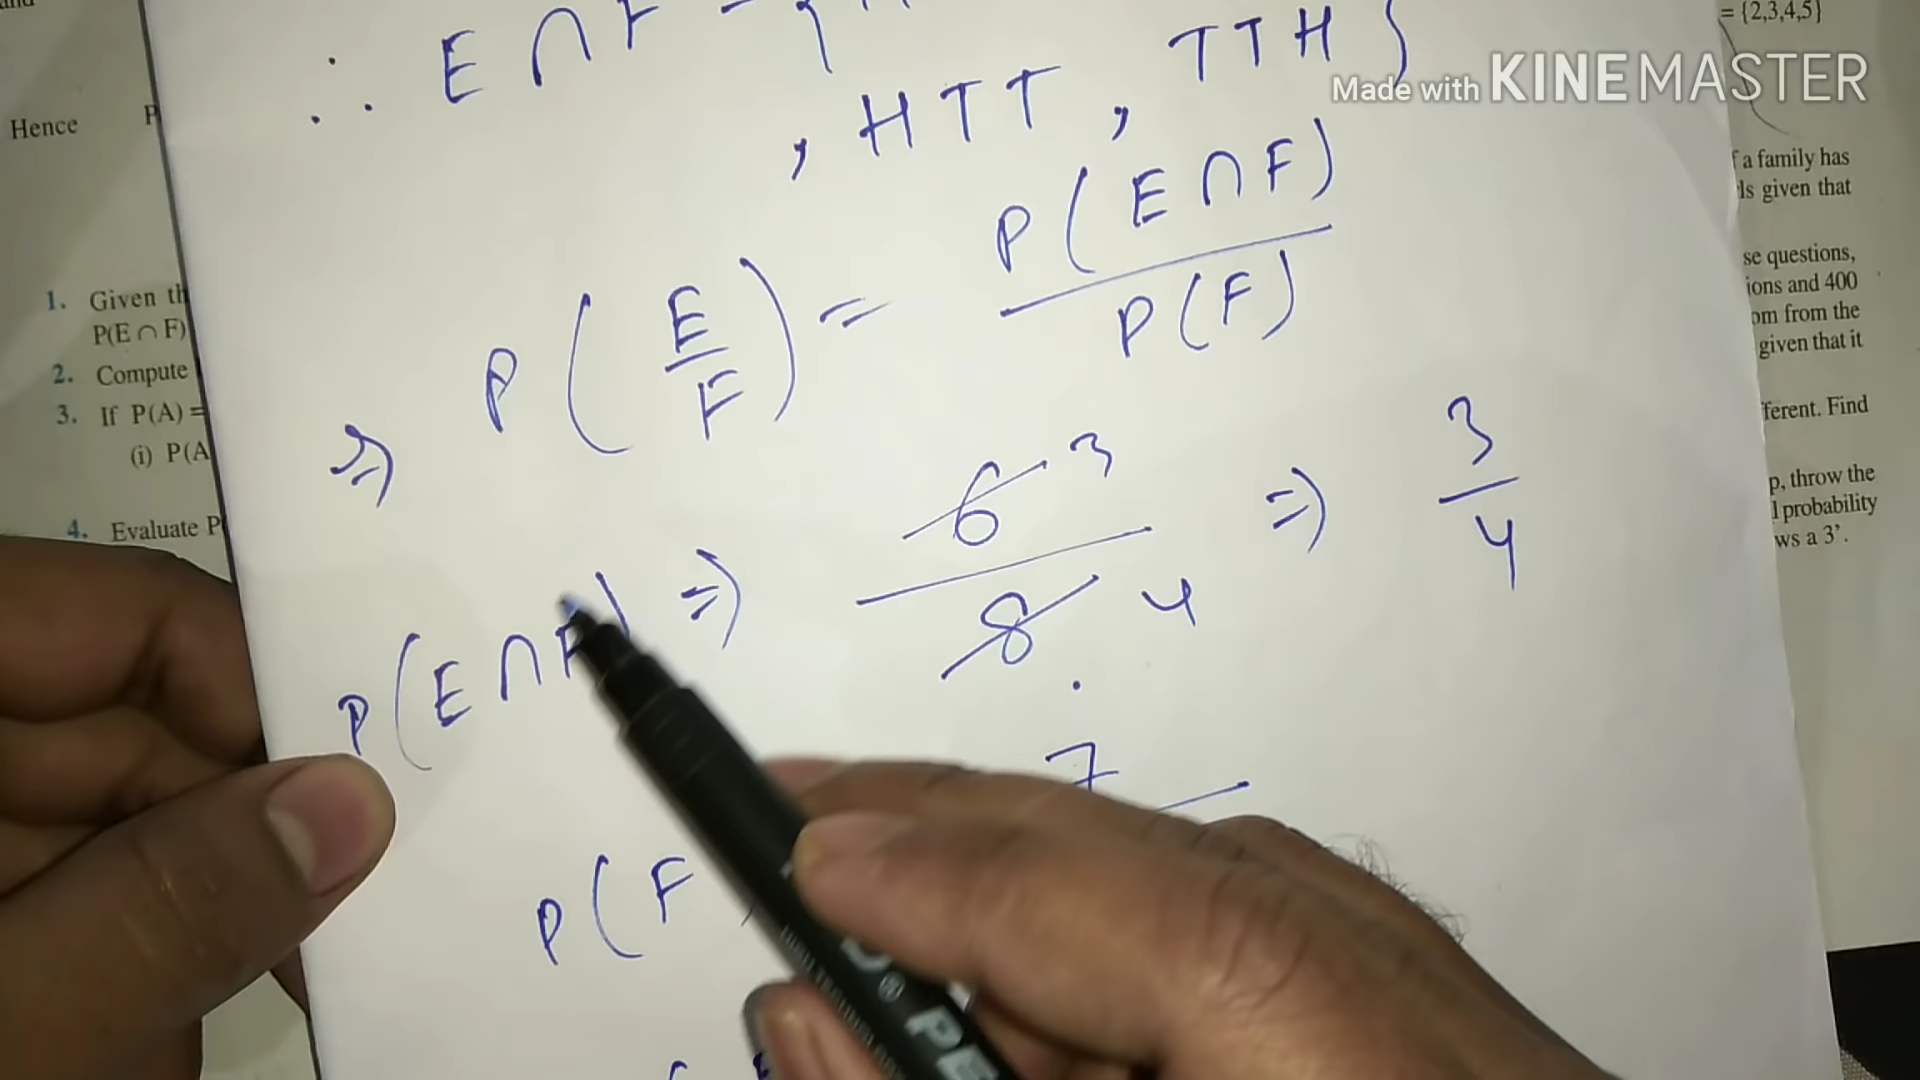 = {2,3,4,5}
∴ E ∩ F
, HTT , TTH }
Made with KINEMASTER
Hence P
f a family has
ls given that
P(E/F) = P(E ∩ F)/P(F)
se questions,
ions and 400
om from the
given that it
1. Given th
P(E ∩ F)
2. Compute
3. If P(A) =
(i) P(A
4. Evaluate P
ferent. Find
p, throw the
l probability
ws a 3'.
⇒
P(E ∩ F) ⇒ 6/8 3 4 ⇒ 3/4
7
P(F